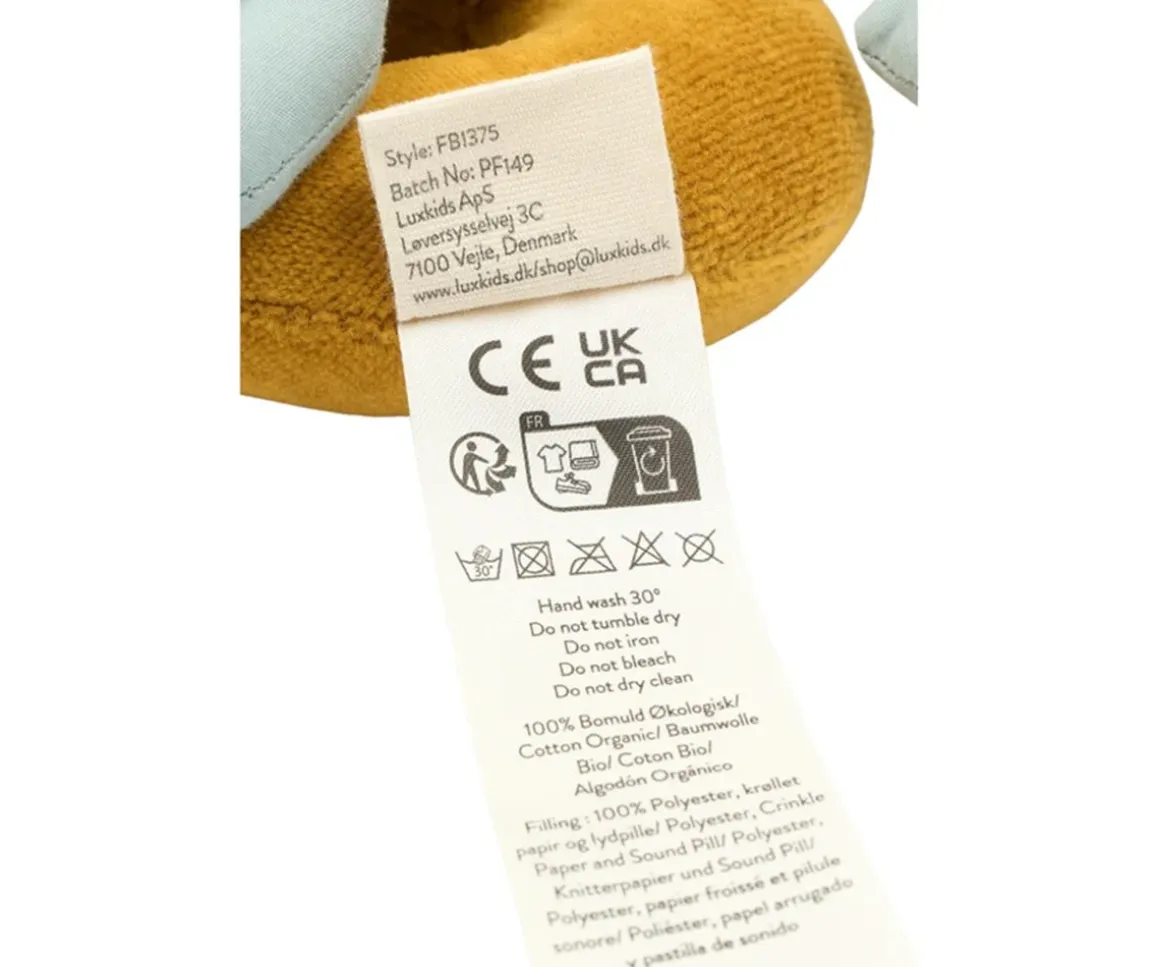 Style: FB1375
Batch No: PF149
Luxkids ApS
Løversysselvej 3C
7100 Vejle, Denmark
www.luxkids.dk/shop@luxkids.dk
CE UK
CA
FR
30°
Hand wash 30°
Do not tumble dry
Do not iron
Do not bleach
Do not dry clean
100% Bomuld Økologisk/
Cotton Organic/ Baumwolle
Bio/ Coton Bio/
Algodón Orgânico
Filling : 100% Polyester, krøllet
papir og lydpille/ Polyester, Crinkle
Paper and Sound Pill/ Polyester,
Knitterpapier und Sound Pill/
Polyester, papier froissé et pilule
sonore/ Poliéster, papel arrugado
y pastilla de sonido